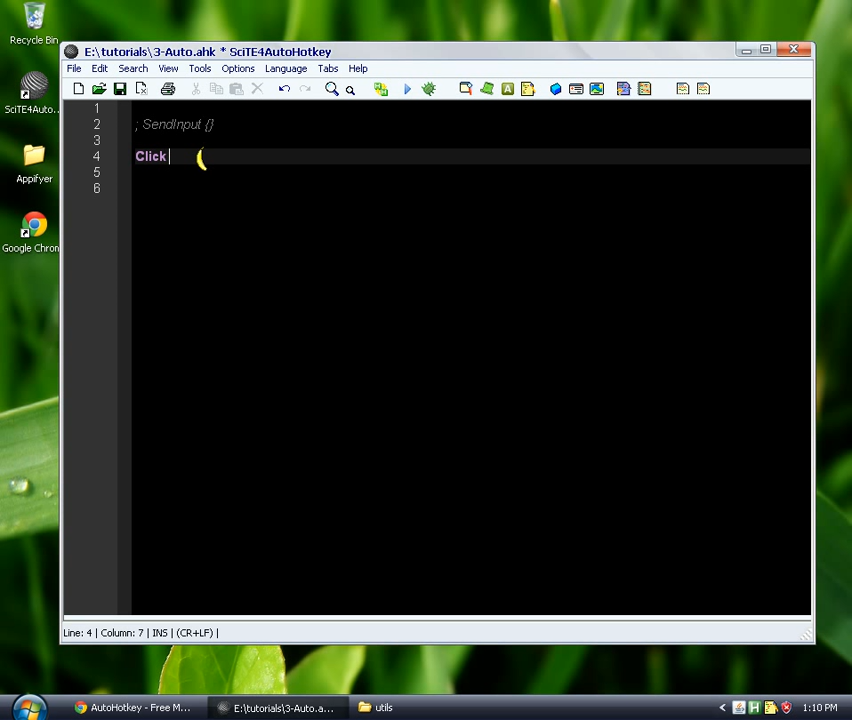 Recycle Bin
SciTE4Auto...
Appifyer
Google Chrom
E:\tutorials\3-Auto.ahk * SciTE4AutoHotkey
File Edit Search View Tools Options Language Tabs Help
1
2 ; SendInput {}
3
4 Click
5
6
Line: 4 | Column: 7 | INS | (CR+LF) |
AutoHotkey - Free M... E:\tutorials\3-Auto.a... utils 1:10 PM